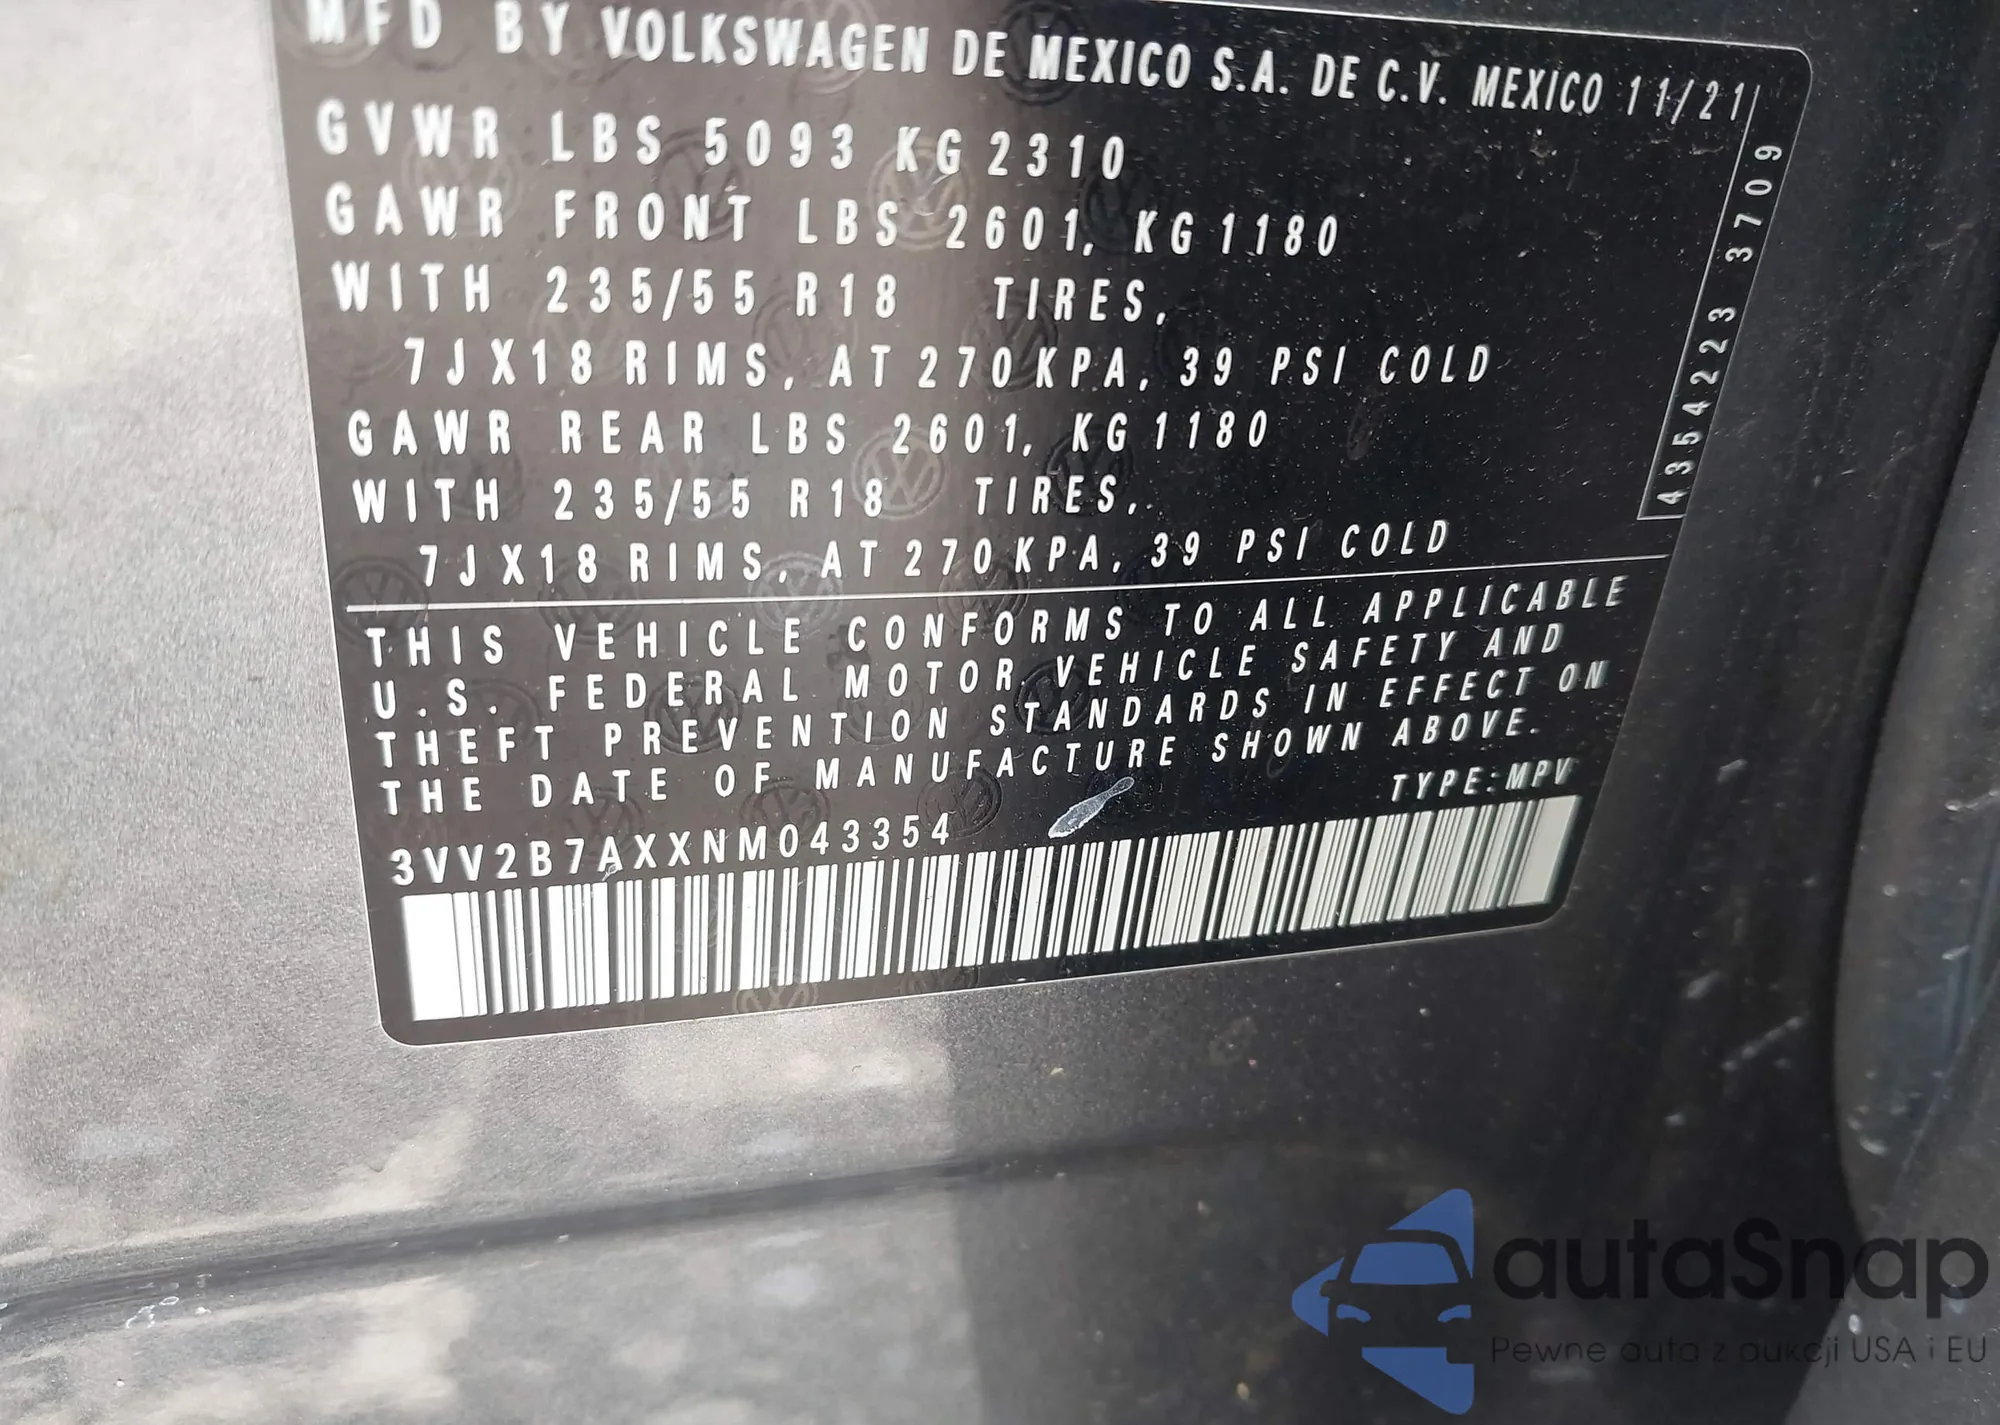 MFD BY VOLKSWAGEN DE MEXICO S.A. DE C.V. MEXICO 11/21
GVWR LBS 5093 KG 2310
GAWR FRONT LBS 2601, KG 1180
WITH 235/55 R18 TIRES,
7JX18 RIMS, AT 270 KPA, 39 PSI COLD
GAWR REAR LBS 2601, KG 1180
WITH 235/55 R18 TIRES,
7JX18 RIMS, AT 270 KPA, 39 PSI COLD
4354223 3709
THIS VEHICLE CONFORMS TO ALL APPLICABLE
U.S. FEDERAL MOTOR VEHICLE SAFETY AND
THEFT PREVENTION STANDARDS IN EFFECT ON
THE DATE OF MANUFACTURE SHOWN ABOVE.
TYPE: MPV
3VV2B7AXXNM043354
autaSnap
Pewne auta z aukcji USA i EU